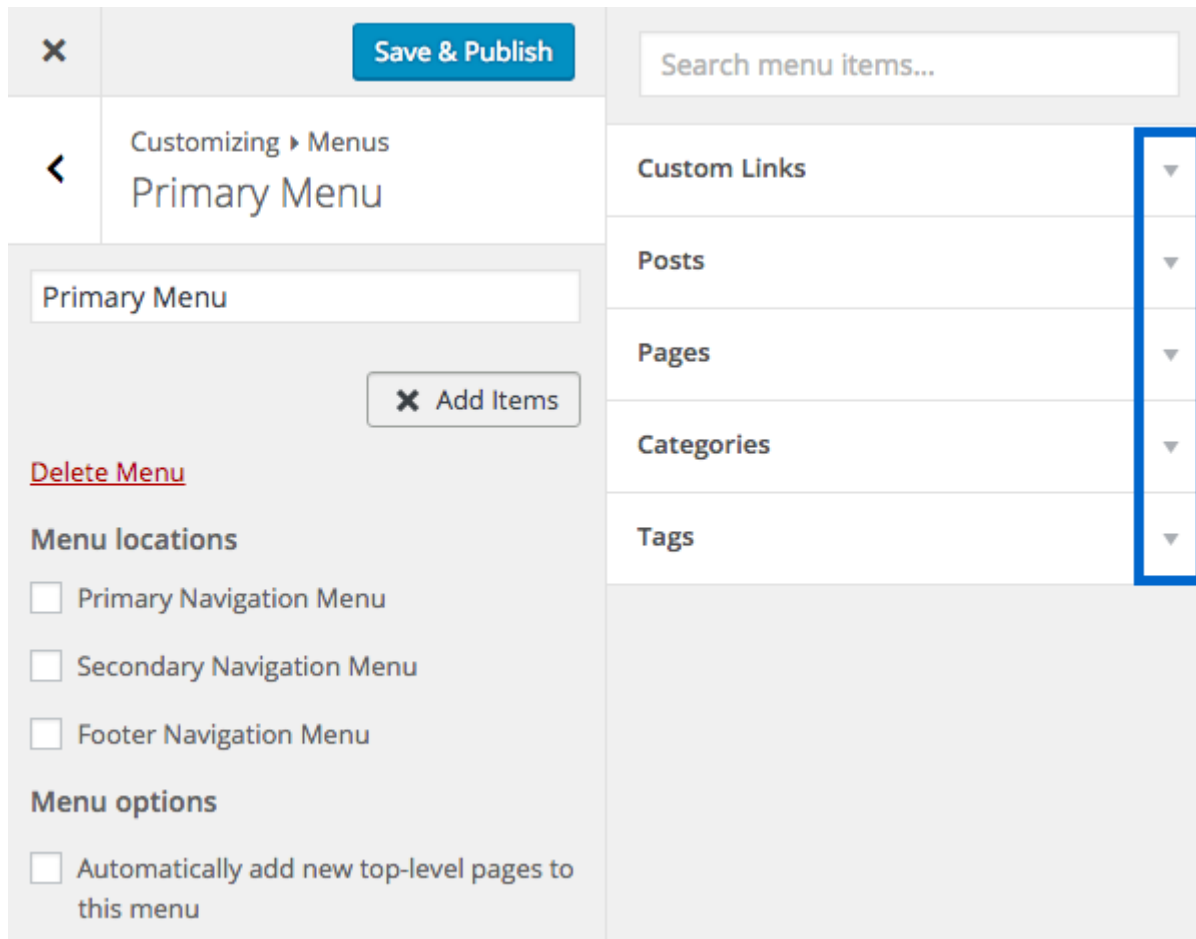 Save & Publish
Customizing ▸ Menus
Primary Menu
Primary Menu
Add Items
Delete Menu
Menu locations
Primary Navigation Menu
Secondary Navigation Menu
Footer Navigation Menu
Menu options
Automatically add new top-level pages to
this menu
Search menu items...
Custom Links
Posts
Pages
Categories
Tags